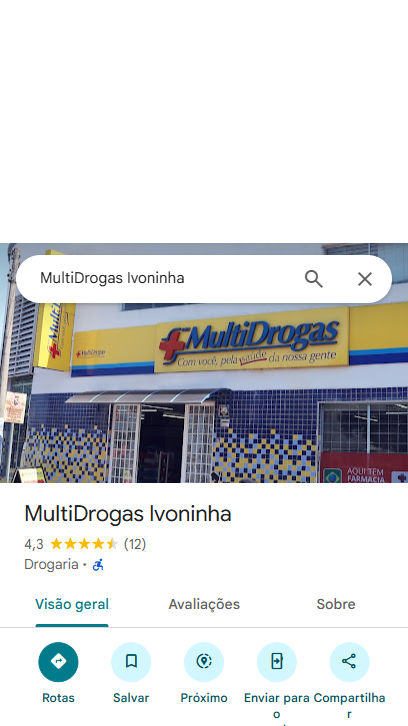 MultiDrogas Ivoninha
MultiDrogas
Com você, pela saúde da nossa gente
MultiDrogas
AQUI TEM
FARMÁCIA
MultiDrogas Ivoninha
4,3 (12)
Drogaria ·
Visão geral Avaliações Sobre
Rotas Salvar Próximo Enviar para o Compartilhar